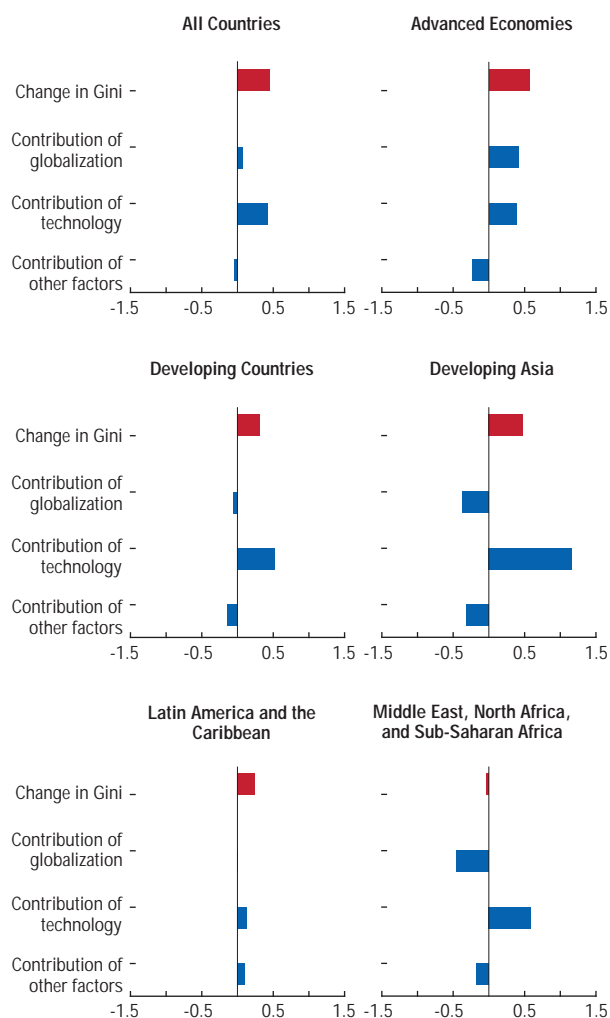 All Countries
Advanced Economies
Change in Gini
Contribution of
globalization
Contribution of
technology
Contribution of
other factors
-1.5 -0.5 0.5 1.5
-1.5 -0.5 0.5 1.5
Developing Countries
Developing Asia
Change in Gini
Contribution of
globalization
Contribution of
technology
Contribution of
other factors
-1.5 -0.5 0.5 1.5
-1.5 -0.5 0.5 1.5
Latin America and the
Caribbean
Middle East, North Africa,
and Sub-Saharan Africa
Change in Gini
Contribution of
globalization
Contribution of
technology
Contribution of
other factors
-1.5 -0.5 0.5 1.5
-1.5 -0.5 0.5 1.5